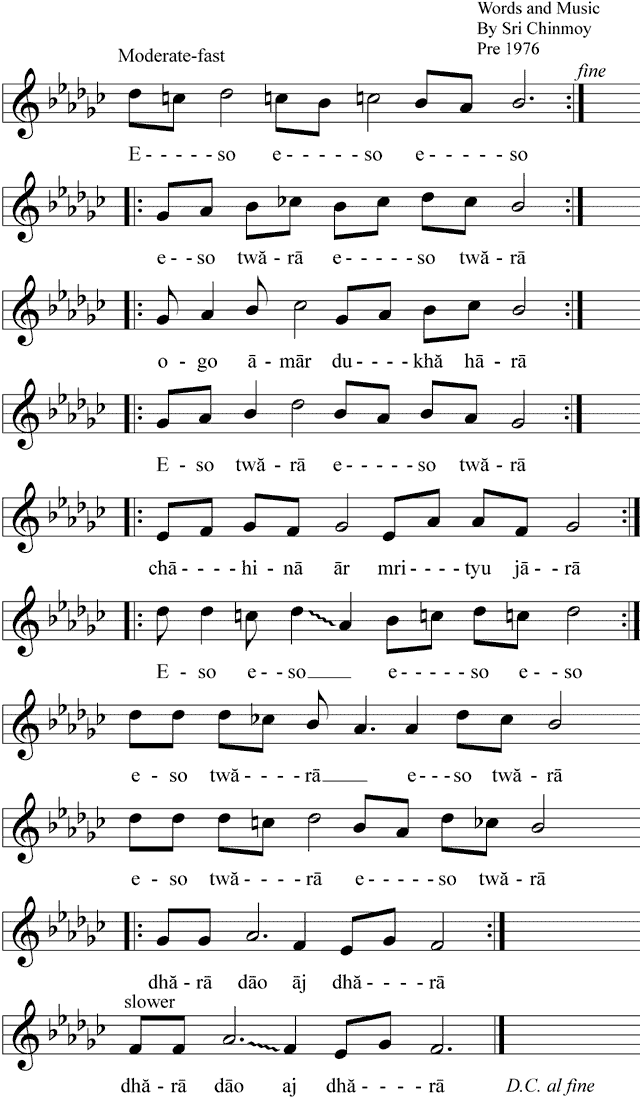 Words and Music
By Sri Chinmoy
Pre 1976
Moderate-fast
fine
E - - - - - so e - - - - - - so e - - - - - - so
e - - - so twă - rā e - - - - - so twă - rā
o - go ā - mār du - - - - khă hā - rā
E - so twă - rā e - - - - - so twă - rā
chā - - - - hi - nā ār mri - - - - tyu jā - rā
E - so e - so____ e - - - - - so e - so
e - so twă - - - - rā____ e - - - so twă - rā
e - so twă - - - - - rā e - - - - - so twă - rā
dhă - rā dāo āj dhă - - - - rā
slower
dhă - rā dāo aj dhă - - - - rā D.C. al fine